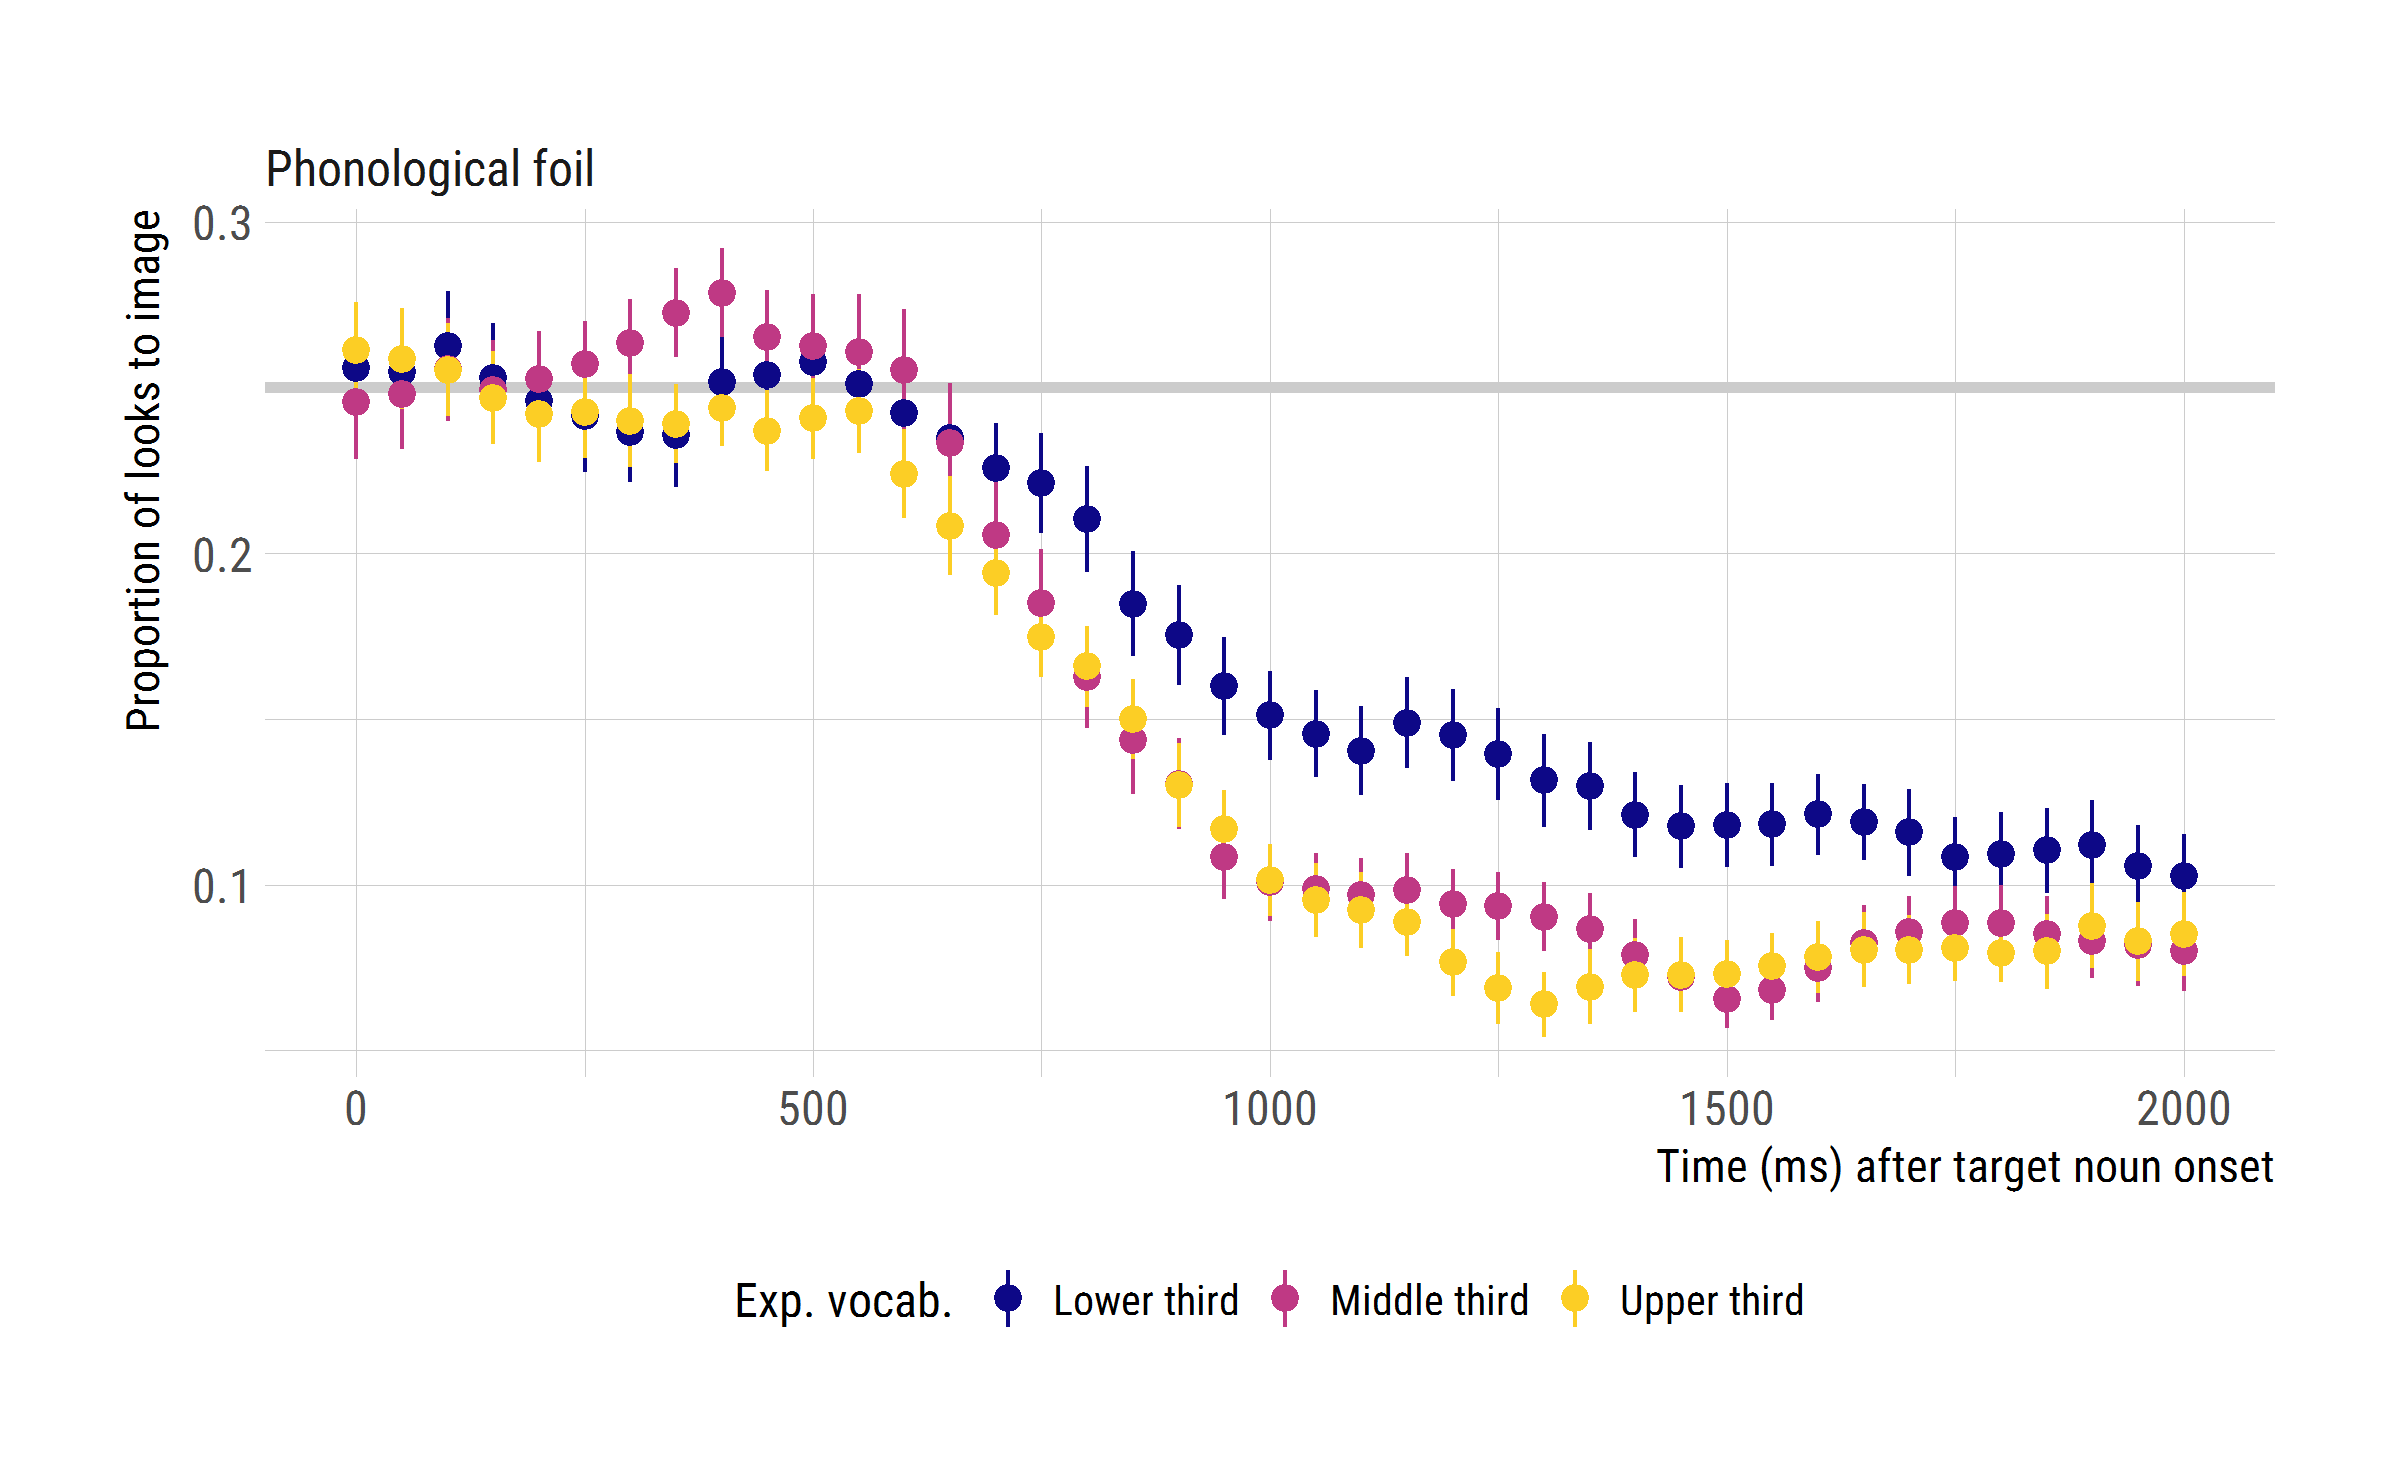 Phonological foil
Proportion of looks to image
0.3
0.2
0.1
0 500 1000 1500 2000
Time (ms) after target noun onset
Exp. vocab. Lower third Middle third Upper third